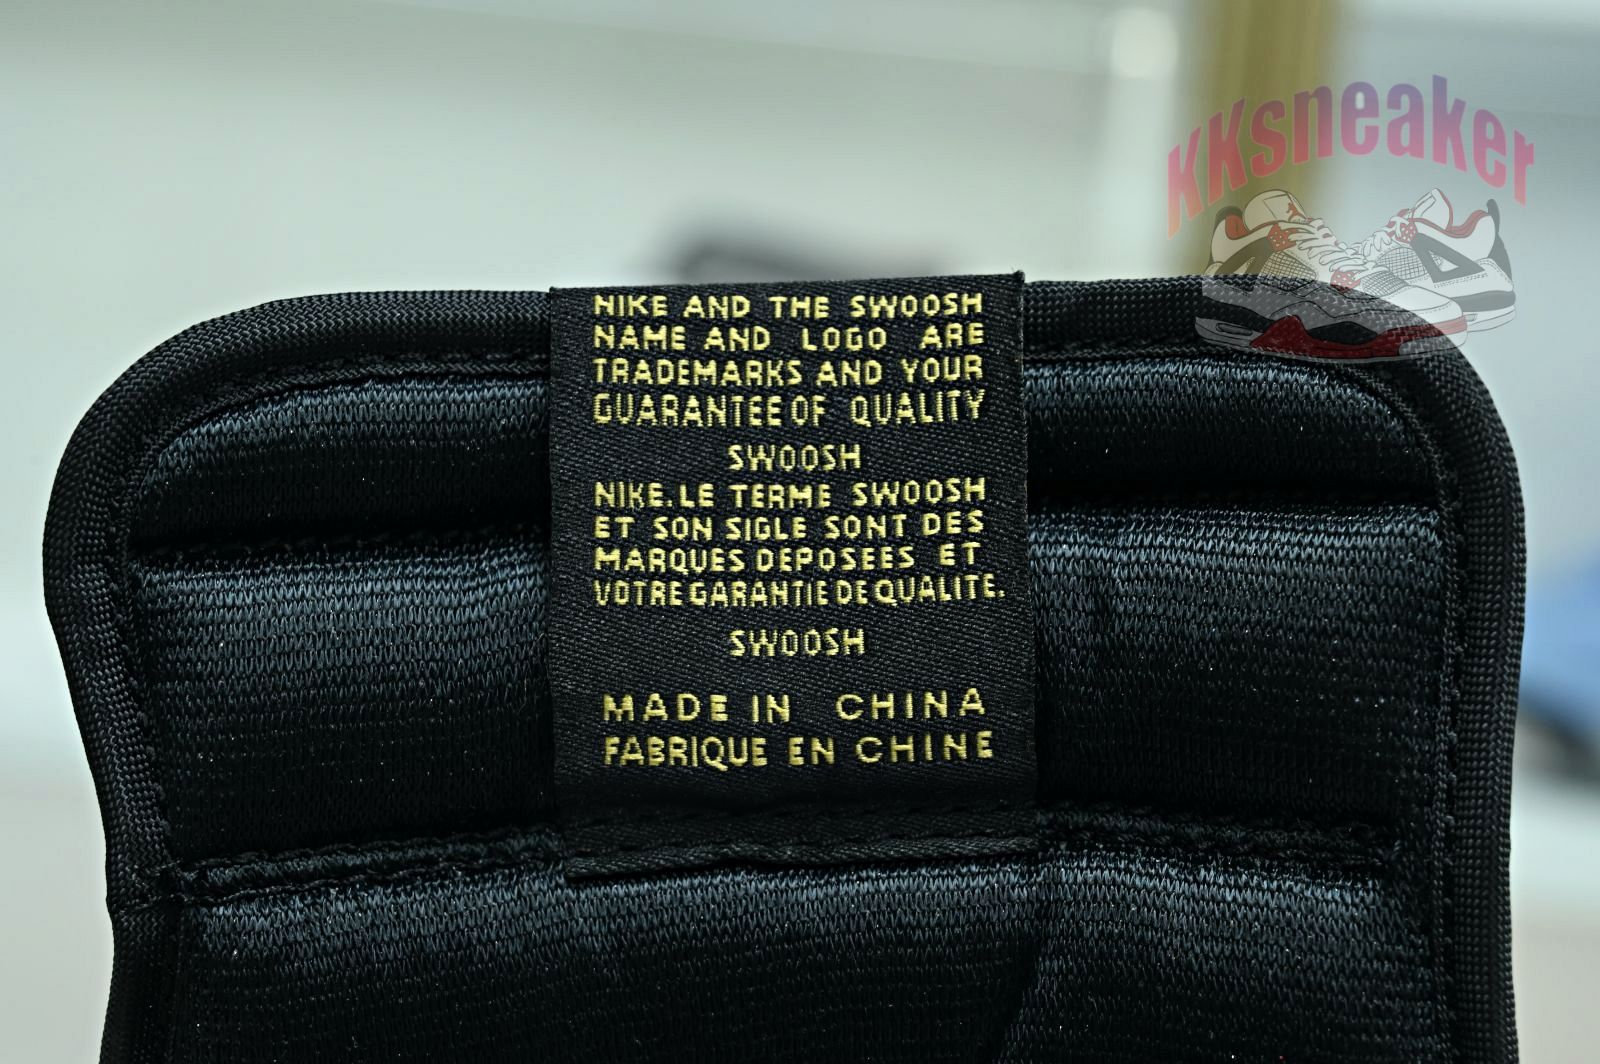 KKsneaker
NIKE AND THE SWOOSH
NAME AND LOGO ARE
TRADEMARKS AND YOUR
GUARANTEE OF QUALITY
SWOOSH
NIKE.LE TERME SWOOSH
ET SON SIGLE SONT DES
MARQUES DEPOSEES ET
VOTRE GARANTIE DE QUALITE.
SWOOSH
MADE IN CHINA
FABRIQUE EN CHINE